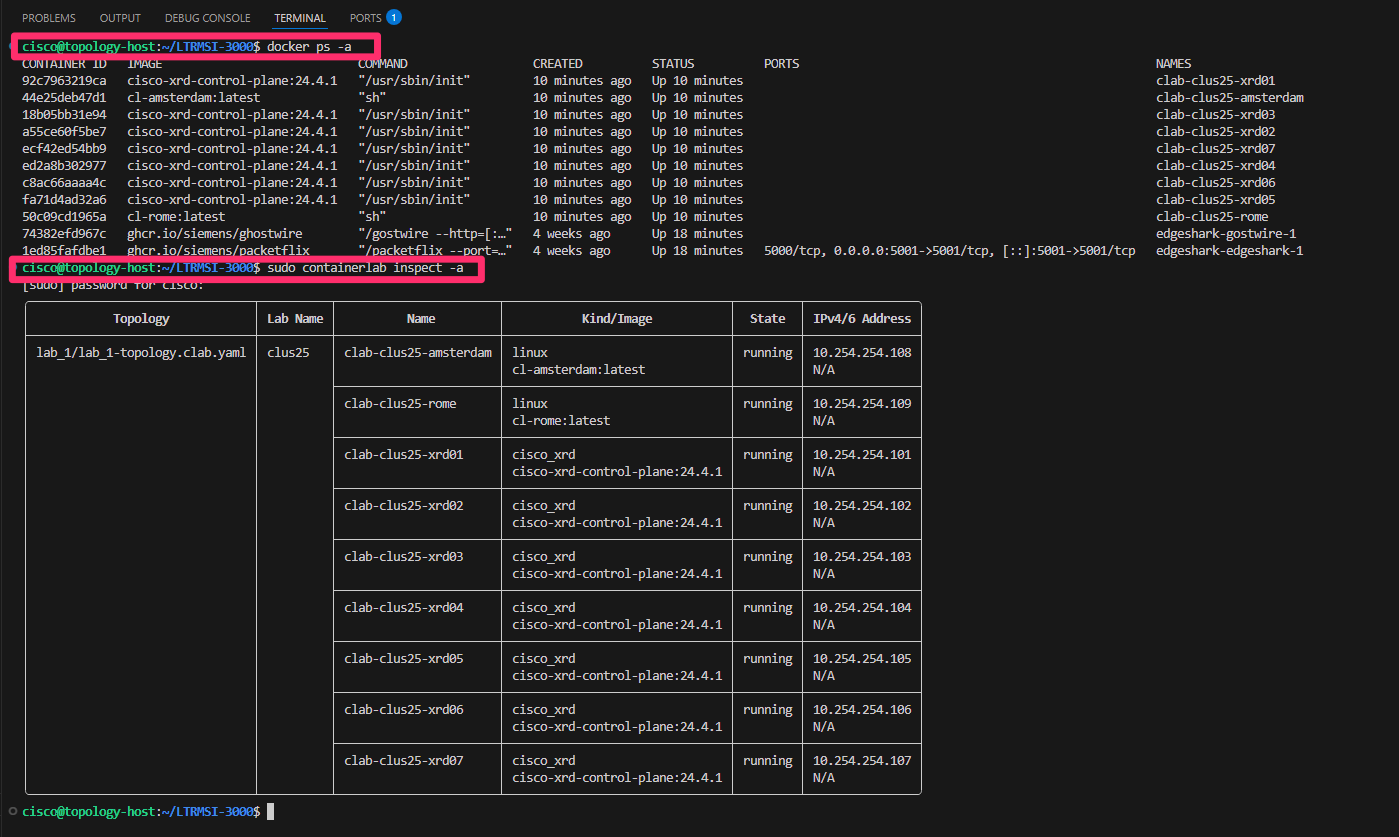 PROBLEMS OUTPUT DEBUG CONSOLE TERMINAL PORTS 1
cisco@topology-host:~/LTRMSI-3000$ docker ps -a
CONTAINER ID IMAGE COMMAND CREATED STATUS PORTS NAMES
92c7963219ca cisco-xrd-control-plane:24.4.1 "/usr/sbin/init" 10 minutes ago Up 10 minutes clab-clus25-xrd01
44e25deb47d1 cl-amsterdam:latest "sh" 10 minutes ago Up 10 minutes clab-clus25-amsterdam
18b05bb31e94 cisco-xrd-control-plane:24.4.1 "/usr/sbin/init" 10 minutes ago Up 10 minutes clab-clus25-xrd03
a55ce60f5be7 cisco-xrd-control-plane:24.4.1 "/usr/sbin/init" 10 minutes ago Up 10 minutes clab-clus25-xrd02
ecf42ed54bb9 cisco-xrd-control-plane:24.4.1 "/usr/sbin/init" 10 minutes ago Up 10 minutes clab-clus25-xrd07
ed2a8b302977 cisco-xrd-control-plane:24.4.1 "/usr/sbin/init" 10 minutes ago Up 10 minutes clab-clus25-xrd04
c8ac66aaaa4c cisco-xrd-control-plane:24.4.1 "/usr/sbin/init" 10 minutes ago Up 10 minutes clab-clus25-xrd06
fa71d4ad32a6 cisco-xrd-control-plane:24.4.1 "/usr/sbin/init" 10 minutes ago Up 10 minutes clab-clus25-xrd05
50c09cd1965a cl-rome:latest "sh" 10 minutes ago Up 10 minutes clab-clus25-rome
74382efd967c ghcr.io/siemens/ghostwire "/gostwire --http=[:…" 4 weeks ago Up 18 minutes edgeshark-gostwire-1
1ed85fafdbe1 ghcr.io/siemens/packetflix "/packetflix --port=…" 4 weeks ago Up 18 minutes 5000/tcp, 0.0.0.0:5001->5001/tcp, [::]:5001->5001/tcp edgeshark-edgeshark-1
cisco@topology-host:~/LTRMSI-3000$ sudo containerlab inspect -a
[sudo] password for cisco:
Topology Lab Name Name Kind/Image State IPv4/6 Address
lab_1/lab_1-topology.clab.yaml clus25 clab-clus25-amsterdam linux running 10.254.254.108
cl-amsterdam:latest N/A
clab-clus25-rome linux running 10.254.254.109
cl-rome:latest N/A
clab-clus25-xrd01 cisco_xrd running 10.254.254.101
cisco-xrd-control-plane:24.4.1 N/A
clab-clus25-xrd02 cisco_xrd running 10.254.254.102
cisco-xrd-control-plane:24.4.1 N/A
clab-clus25-xrd03 cisco_xrd running 10.254.254.103
cisco-xrd-control-plane:24.4.1 N/A
clab-clus25-xrd04 cisco_xrd running 10.254.254.104
cisco-xrd-control-plane:24.4.1 N/A
clab-clus25-xrd05 cisco_xrd running 10.254.254.105
cisco-xrd-control-plane:24.4.1 N/A
clab-clus25-xrd06 cisco_xrd running 10.254.254.106
cisco-xrd-control-plane:24.4.1 N/A
clab-clus25-xrd07 cisco_xrd running 10.254.254.107
cisco-xrd-control-plane:24.4.1 N/A
cisco@topology-host:~/LTRMSI-3000$